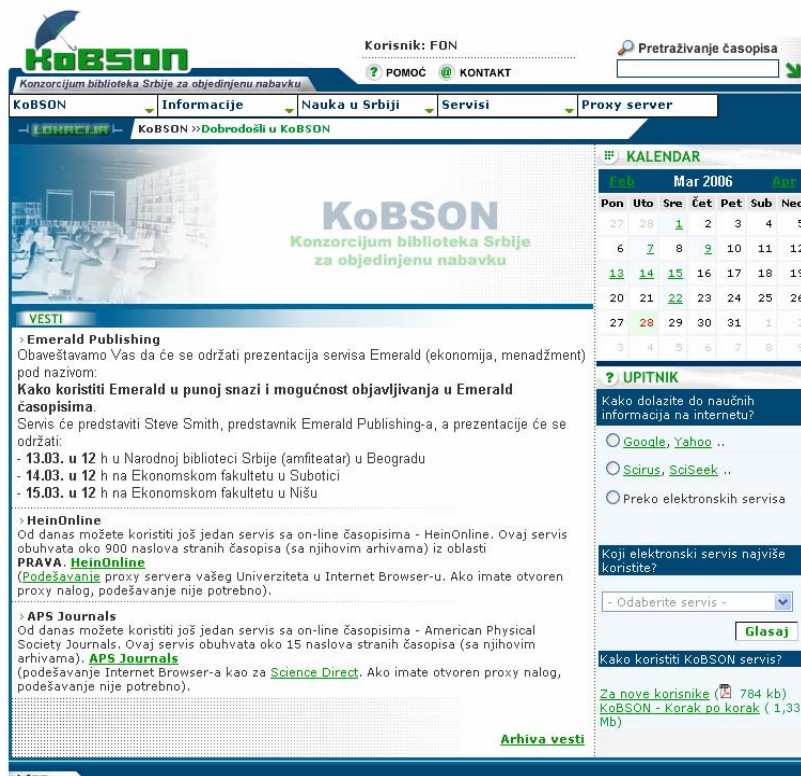 KoBSON
Konzorcijum biblioteka Srbije za objedinjenu nabavku
Korisnik: FON
? POMOĆ @ KONTAKT
Pretraživanje časopisa
KoBSON Informacije Nauka u Srbiji Servisi Proxy server
LOKACIJA KoBSON »Dobrodošli u KoBSON
KoBSON
Konzorcijum biblioteka Srbije
za objedinjenu nabavku
VESTI
› Emerald Publishing
Obaveštavamo Vas da će se održati prezentacija servisa Emerald (ekonomija, menadžment)
pod nazivom:
Kako koristiti Emerald u punoj snazi i mogućnost objavljivanja u Emerald
časopisima.
Servis će predstaviti Steve Smith, predstavnik Emerald Publishing-a, a prezentacije će se
održati:
- 13.03. u 12 h u Narodnoj biblioteci Srbije (amfiteatar) u Beogradu
- 14.03. u 12 h na Ekonomskom fakultetu u Subotici
- 15.03. u 12 h na Ekonomskom fakultetu u Nišu
› HeinOnline
Od danas možete koristiti još jedan servis sa on-line časopisima - HeinOnline. Ovaj servis
obuhvata oko 900 naslova stranih časopisa (sa njihovim arhivama) iz oblasti
PRAVA. HeinOnline
(Podešavanje proxy servera vašeg Univerziteta u Internet Browser-u. Ako imate otvoren
proxy nalog, podešavanje nije potrebno).
› APS Journals
Od danas možete koristiti još jedan servis sa on-line časopisima - American Physical
Society Journals. Ovaj servis obuhvata oko 15 naslova stranih časopisa (sa njihovim
arhivama). APS Journals
(podešavanje Internet Browser-a kao za Science Direct. Ako imate otvoren proxy nalog,
podešavanje nije potrebno).
Arhiva vesti
KALENDAR
Feb Mar 2006 Apr
Pon Uto Sre Čet Pet Sub Ned
27 28 1 2 3 4 5
6 7 8 9 10 11 12
13 14 15 16 17 18 19
20 21 22 23 24 25 26
27 28 29 30 31 1 2
3 4 5 6 7 8 9
? UPITNIK
Kako dolazite do naučnih
informacija na internetu?
Google, Yahoo ..
Scirus, SciSeek ..
Preko elektronskih servisa
Koji elektronski servis najviše
koristite?
- Odaberite servis -
Glasaj
Kako koristiti KoBSON servis?
Za nove korisnike ( 784 kb)
KoBSON - Korak po korak ( 1,33
Mb)